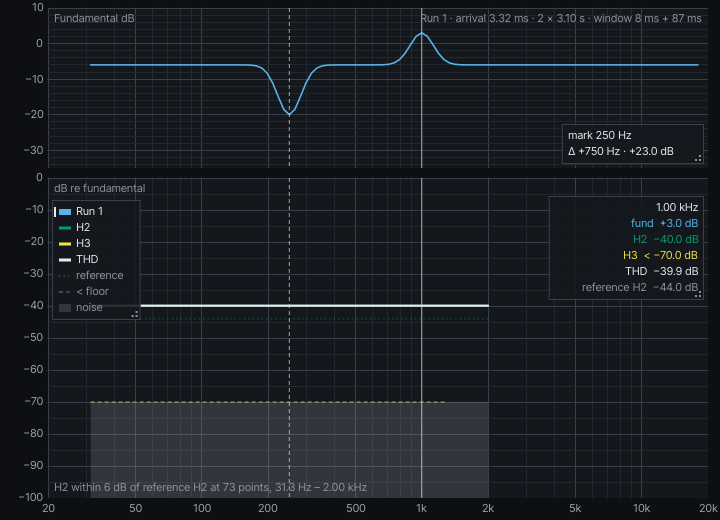 10
Fundamental dB
Run 1 · arrival 3.32 ms · 2 × 3.10 s · window 8 ms + 87 ms
0
−10
−20
−30
mark 250 Hz
Δ +750 Hz · +23.0 dB
0
dB re fundamental
−10
−20
−30
−40
−50
−60
−70
−80
−90
−100
Run 1
H2
H3
THD
reference
< floor
noise
1.00 kHz
fund +3.0 dB
H2 −40.0 dB
H3 < −70.0 dB
THD −39.9 dB
reference H2 −44.0 dB
H2 within 6 dB of reference H2 at 73 points, 31.3 Hz – 2.00 kHz
20 50 100 200 500 1k 2k 5k 10k 20k